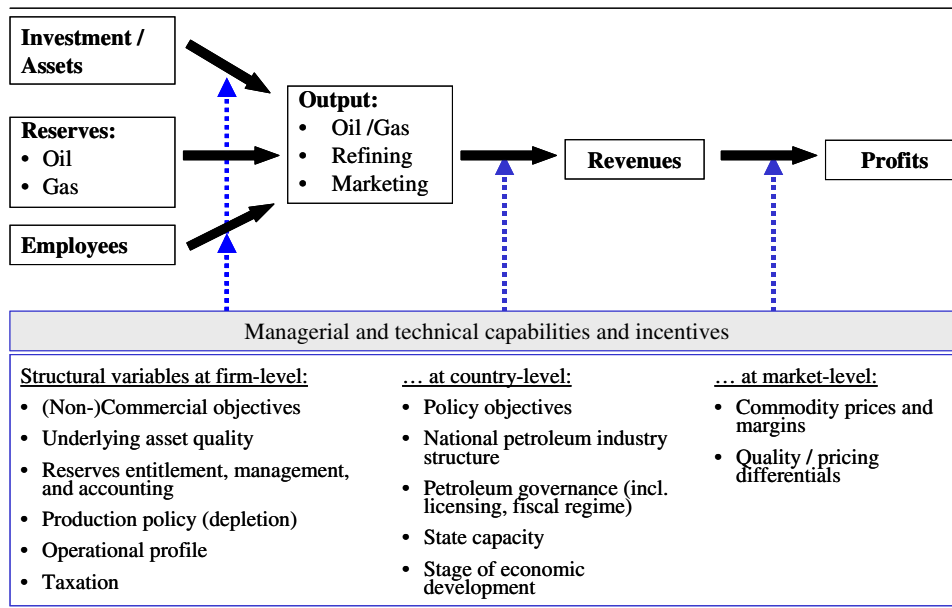 Investment /
Assets
Reserves:
• Oil
• Gas
Employees
Output:
• Oil /Gas
• Refining
• Marketing
Revenues
Profits
Managerial and technical capabilities and incentives
Structural variables at firm-level:
• (Non-)Commercial objectives
• Underlying asset quality
• Reserves entitlement, management,
and accounting
• Production policy (depletion)
• Operational profile
• Taxation
… at country-level:
• Policy objectives
• National petroleum industry
structure
• Petroleum governance (incl.
licensing, fiscal regime)
• State capacity
• Stage of economic
development
… at market-level:
• Commodity prices and
margins
• Quality / pricing
differentials